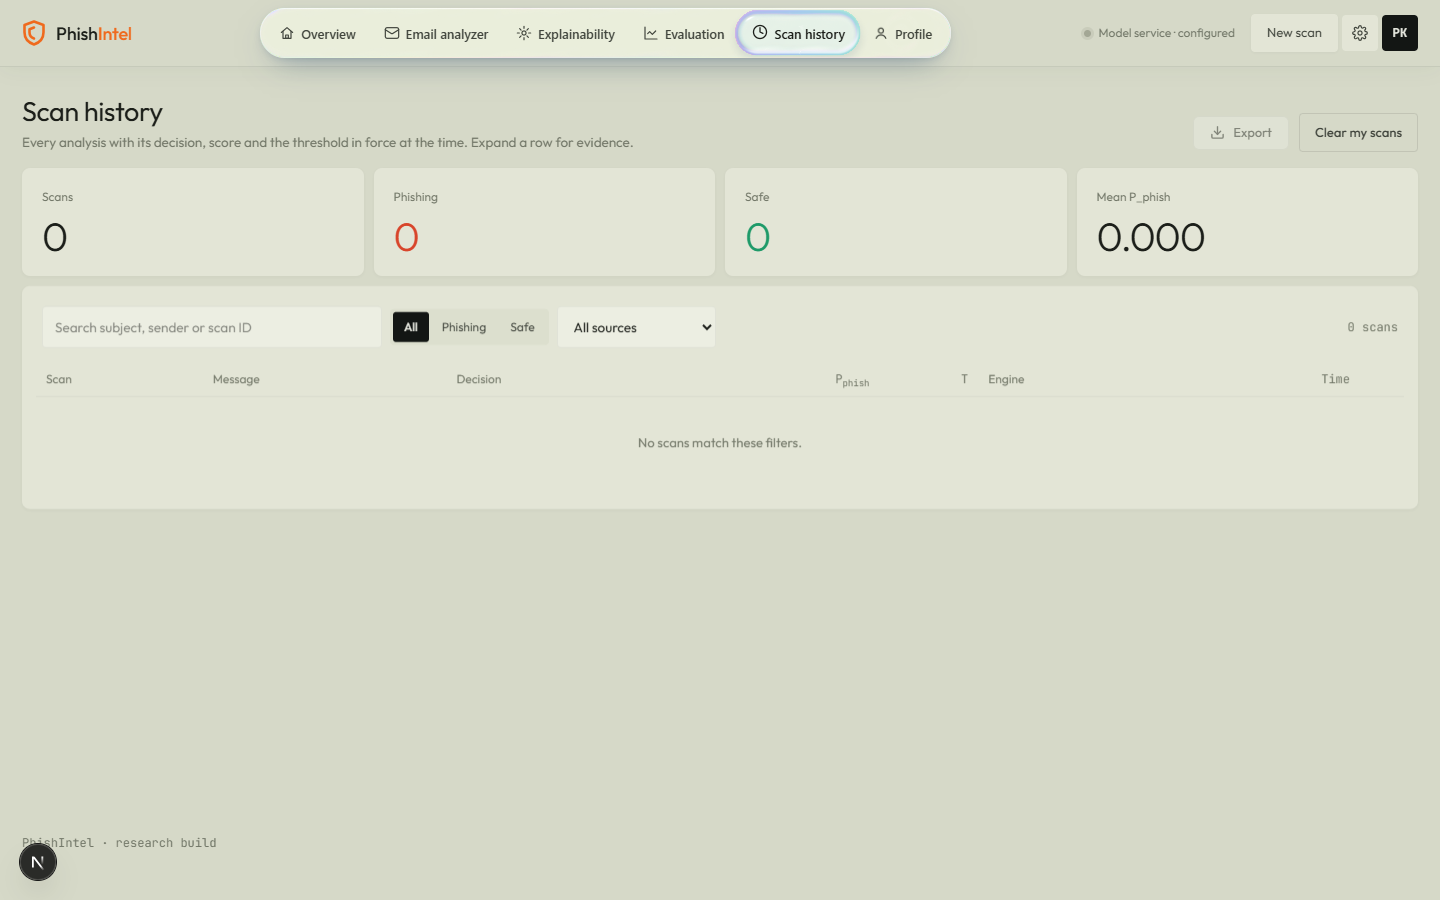 PhishIntel
Overview
Email analyzer
Explainability
Evaluation
Scan history
Profile
Model service · configured
New scan
PK
Scan history
Every analysis with its decision, score and the threshold in force at the time. Expand a row for evidence.
Export
Clear my scans
Scans
0
Phishing
0
Safe
0
Mean P_phish
0.000
Search subject, sender or scan ID
All
Phishing
Safe
All sources
0 scans
Scan
Message
Decision
Pphish
T
Engine
Time
No scans match these filters.
PhishIntel · research build
N